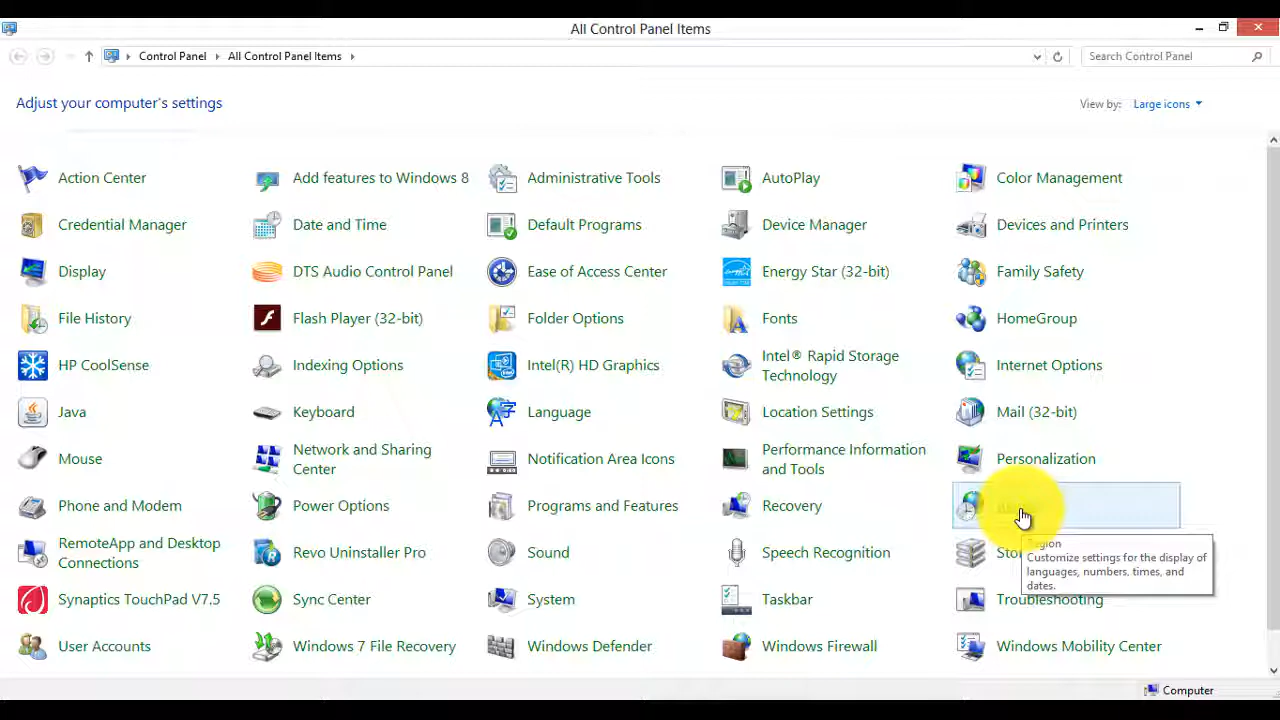 All Control Panel Items
Control Panel All Control Panel Items Search Control Panel
Adjust your computer's settings View by: Large icons
Action Center Add features to Windows 8 Administrative Tools AutoPlay Color Management
Credential Manager Date and Time Default Programs Device Manager Devices and Printers
Display DTS Audio Control Panel Ease of Access Center Energy Star (32-bit) Family Safety
File History Flash Player (32-bit) Folder Options Fonts HomeGroup
HP CoolSense Indexing Options Intel(R) HD Graphics Intel® Rapid Storage Internet Options
Technology
Java Keyboard Language Location Settings Mail (32-bit)
Mouse Network and Sharing Notification Area Icons Performance Information Personalization
Center and Tools
Phone and Modem Power Options Programs and Features Recovery
RemoteApp and Desktop Revo Uninstaller Pro Sound Speech Recognition
Connections
Region
Customize settings for the display of
languages, numbers, times, and
dates.
Synaptics TouchPad V7.5 Sync Center System Taskbar Troubleshooting
User Accounts Windows 7 File Recovery Windows Defender Windows Firewall Windows Mobility Center
Computer